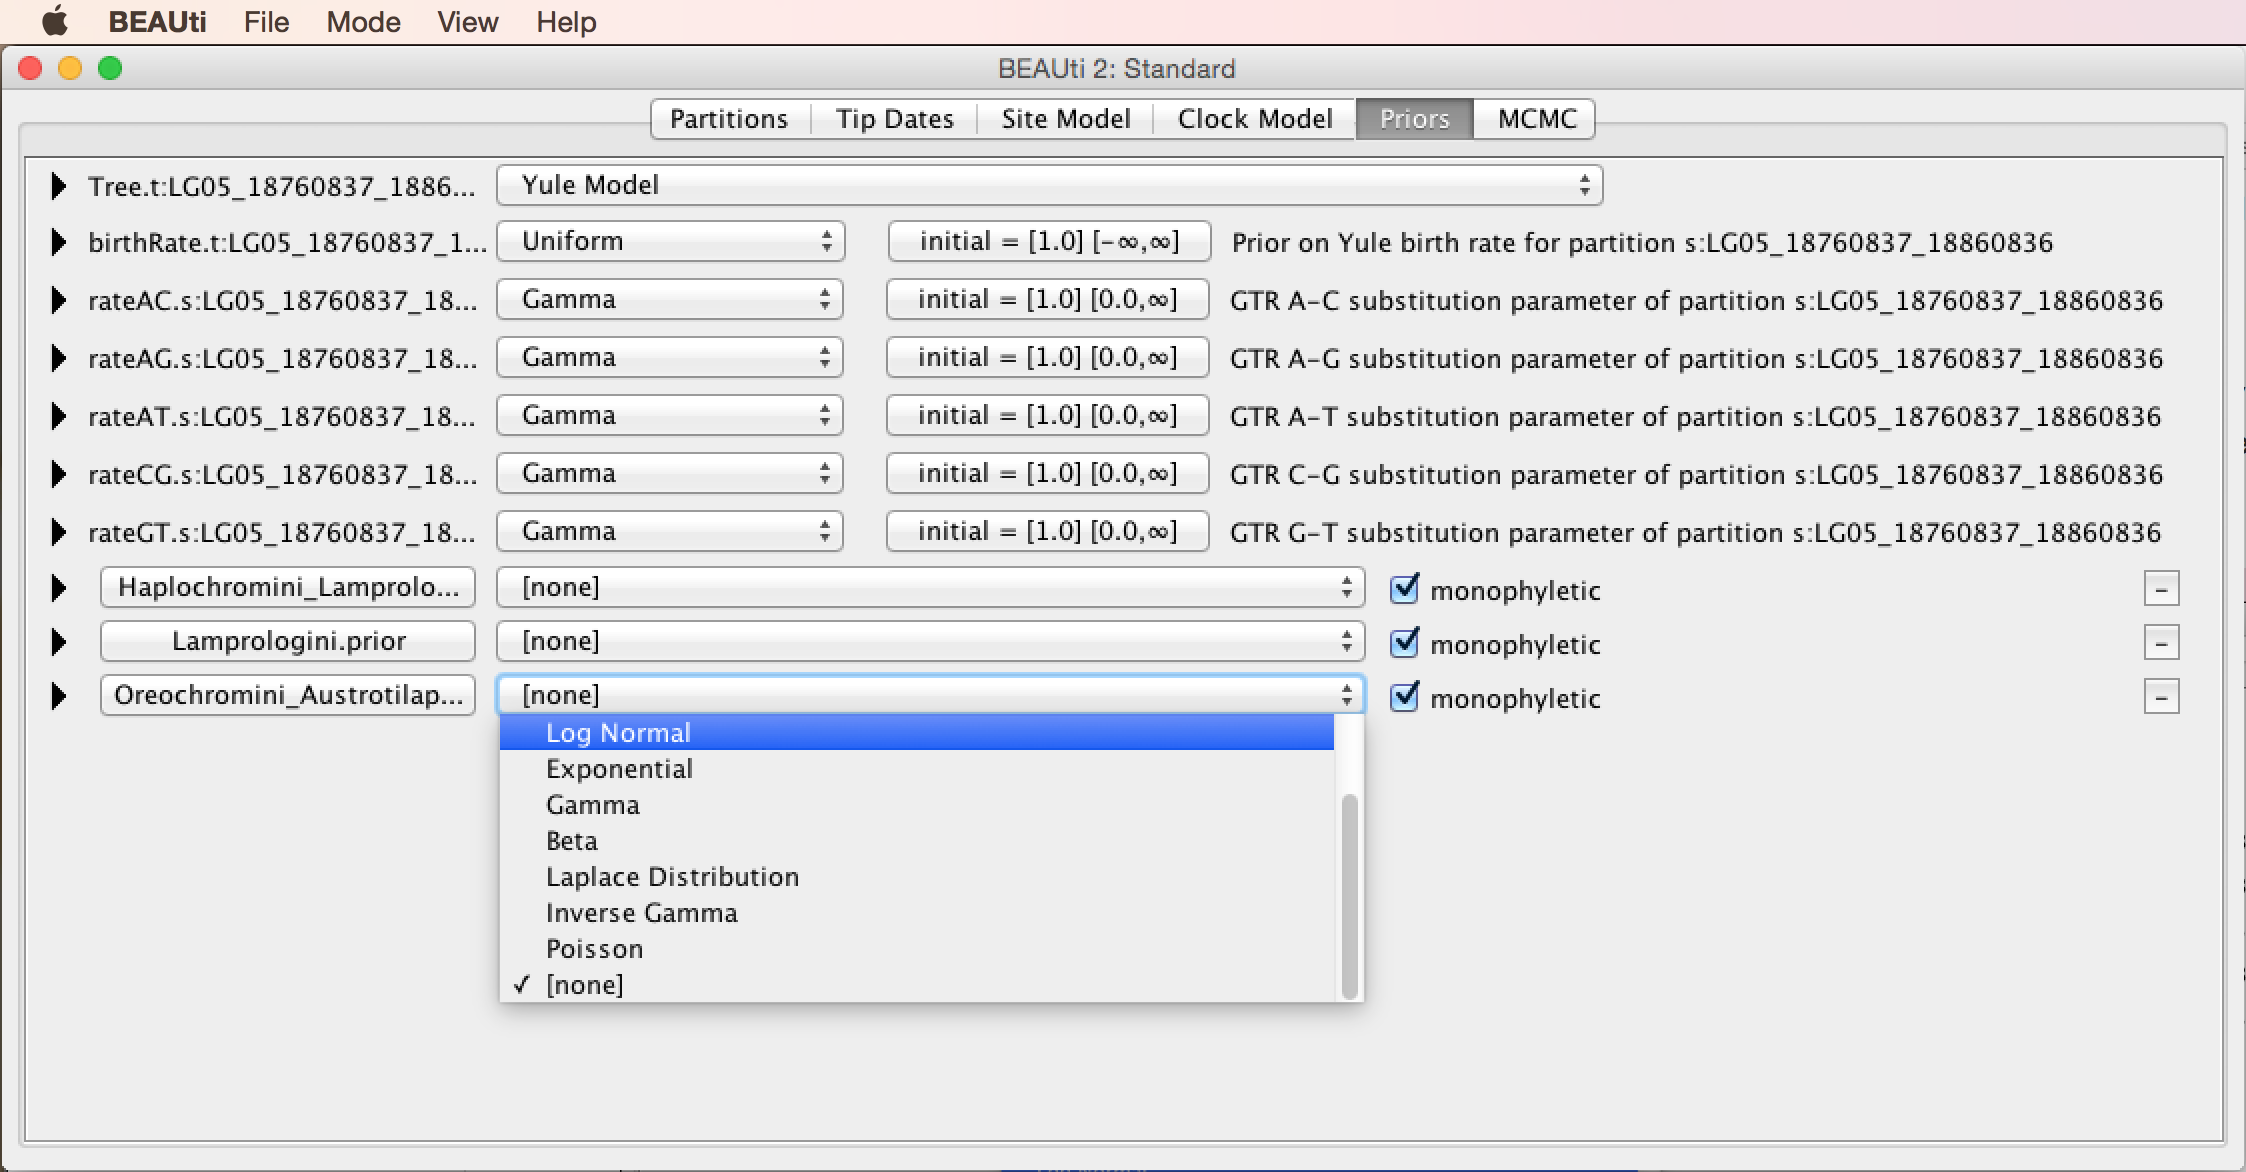 BEAUti File Mode View Help
BEAUti 2: Standard
Partitions Tip Dates Site Model Clock Model Priors MCMC
Tree.t:LG05_18760837_1886... Yule Model
birthRate.t:LG05_18760837_1... Uniform initial = [1.0] [-∞,∞] Prior on Yule birth rate for partition s:LG05_18760837_18860836
rateAC.s:LG05_18760837_18... Gamma initial = [1.0] [0.0,∞] GTR A-C substitution parameter of partition s:LG05_18760837_18860836
rateAG.s:LG05_18760837_18... Gamma initial = [1.0] [0.0,∞] GTR A-G substitution parameter of partition s:LG05_18760837_18860836
rateAT.s:LG05_18760837_18... Gamma initial = [1.0] [0.0,∞] GTR A-T substitution parameter of partition s:LG05_18760837_18860836
rateCG.s:LG05_18760837_18... Gamma initial = [1.0] [0.0,∞] GTR C-G substitution parameter of partition s:LG05_18760837_18860836
rateGT.s:LG05_18760837_18... Gamma initial = [1.0] [0.0,∞] GTR G-T substitution parameter of partition s:LG05_18760837_18860836
Haplochromini_Lamprolo... [none] ✓ monophyletic -
Lamprologini.prior [none] ✓ monophyletic -
Oreochromini_Austrotilap... [none] ✓ monophyletic -
Log Normal
Exponential
Gamma
Beta
Laplace Distribution
Inverse Gamma
Poisson
✓ [none]